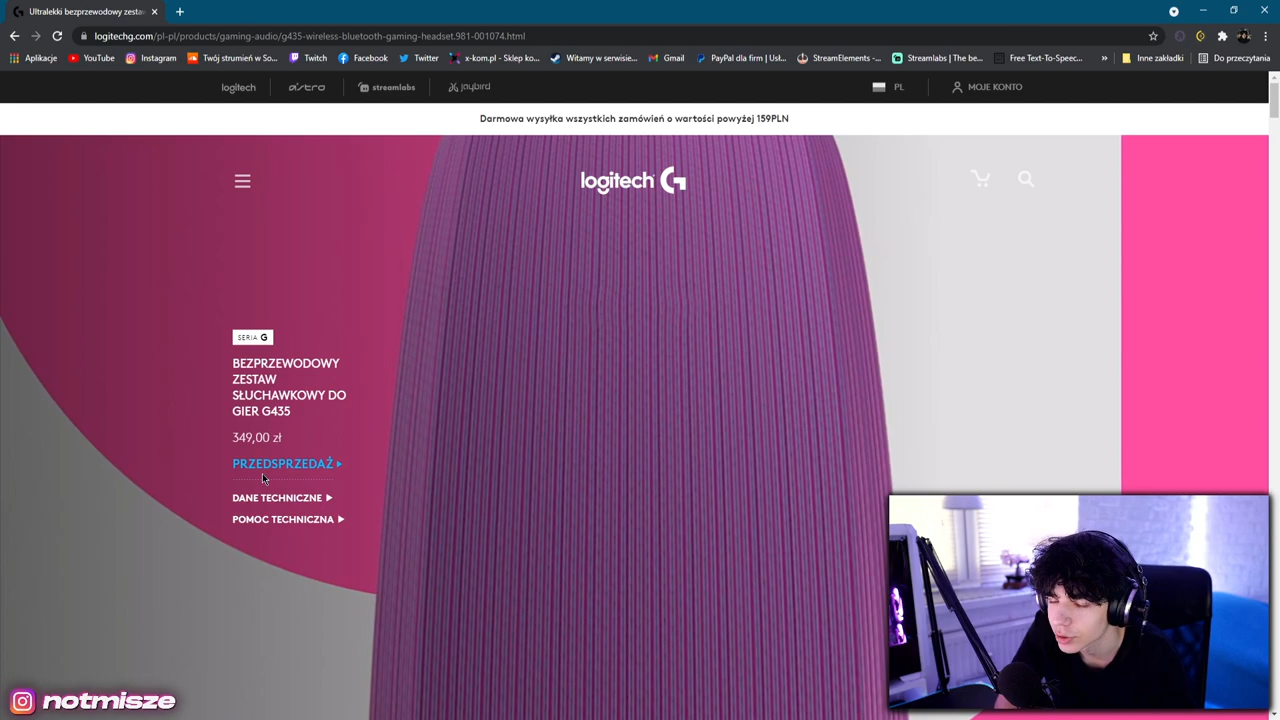 Ultralekki bezprzewodowy zesta
logitechg.com/pl-pl/products/gaming-audio/g435-wireless-bluetooth-gaming-headset.981-001074.html
Aplikacje YouTube Instagram Twój strumień w So... Twitch Facebook Twitter x-kom.pl - Sklep ko... Witamy w serwisie... Gmail PayPal dla firm | Usł... StreamElements -... Streamlabs | The be... Free Text-To-Speec... » Inne zakładki Do przeczytania
logitech ASTRO streamlabs Jaybird PL MOJE KONTO
Darmowa wysyłka wszystkich zamówień o wartości powyżej 159PLN
logitech G
SERIA G
BEZPRZEWODOWY
ZESTAW
SŁUCHAWKOWY DO
GIER G435
349,00 zł
PRZEDSPRZEDAŻ
DANE TECHNICZNE
POMOC TECHNICZNA
notmisze